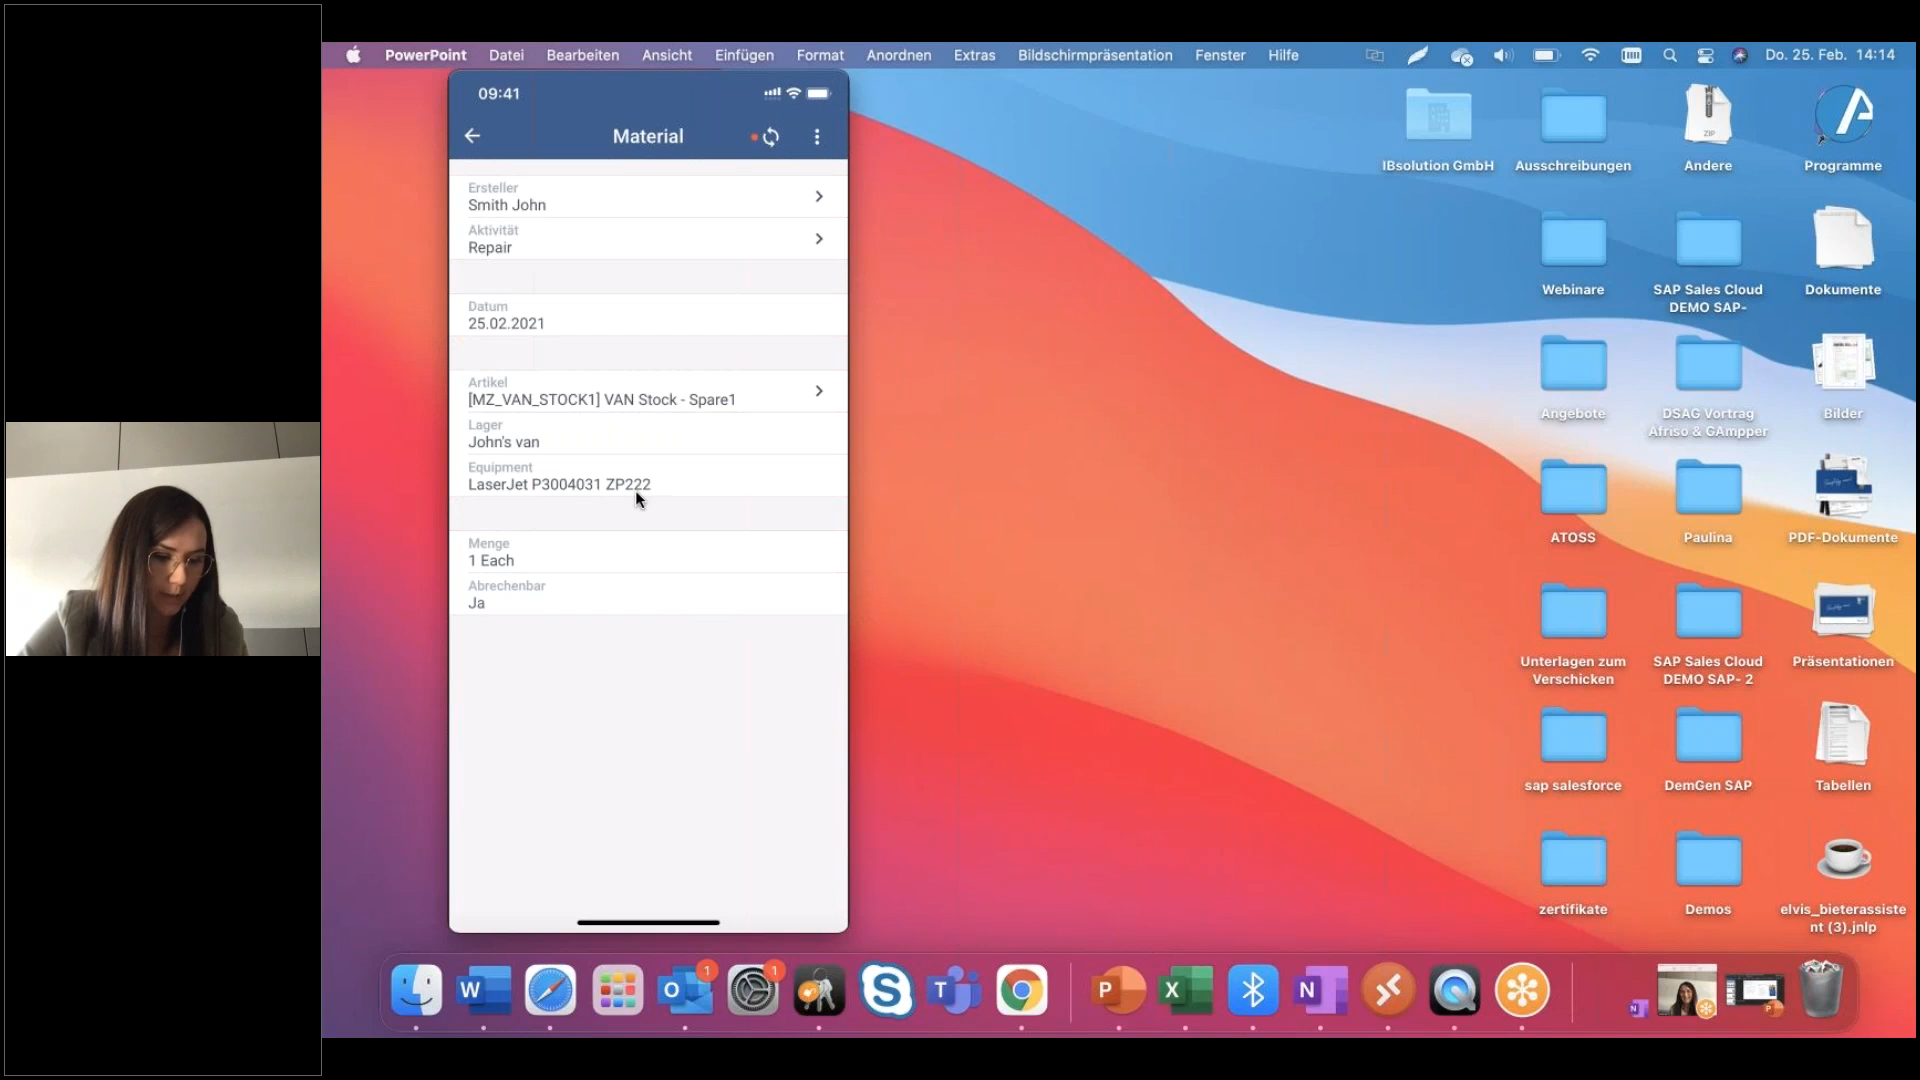 PowerPoint Datei Bearbeiten Ansicht Einfügen Format Anordnen Extras Bildschirmpräsentation Fenster Hilfe Do. 25. Feb. 14:14
09:41
Material
Ersteller
Smith John
Aktivität
Repair
Datum
25.02.2021
Artikel
[MZ_VAN_STOCK1] VAN Stock - Spare1
Lager
John's van
Equipment
LaserJet P3004031 ZP222
Menge
1 Each
Abrechenbar
Ja
ZIP
IBsolution GmbH Ausschreibungen Andere Programme
Webinare SAP Sales Cloud Dokumente
DEMO SAP-
Angebote DSAG Vortrag Bilder
Afriso & GAmpper
ATOSS Paulina PDF-Dokumente
Unterlagen zum SAP Sales Cloud Präsentationen
Verschicken DEMO SAP- 2
sap salesforce DemGen SAP Tabellen
zertifikate Demos elvis_bieterassiste
nt (3).jnlp
1 1
W O S T P X N N P